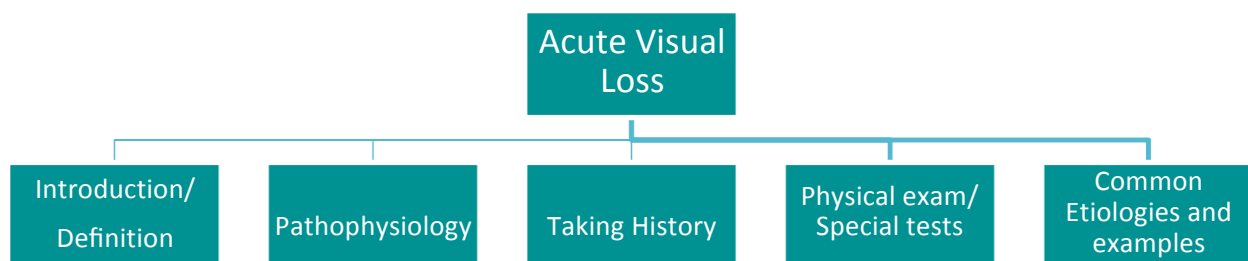 Acute Visual
Loss
Introduction/
Definition
Pathophysiology
Taking History
Physical exam/
Special tests
Common
Etiologies and
examples